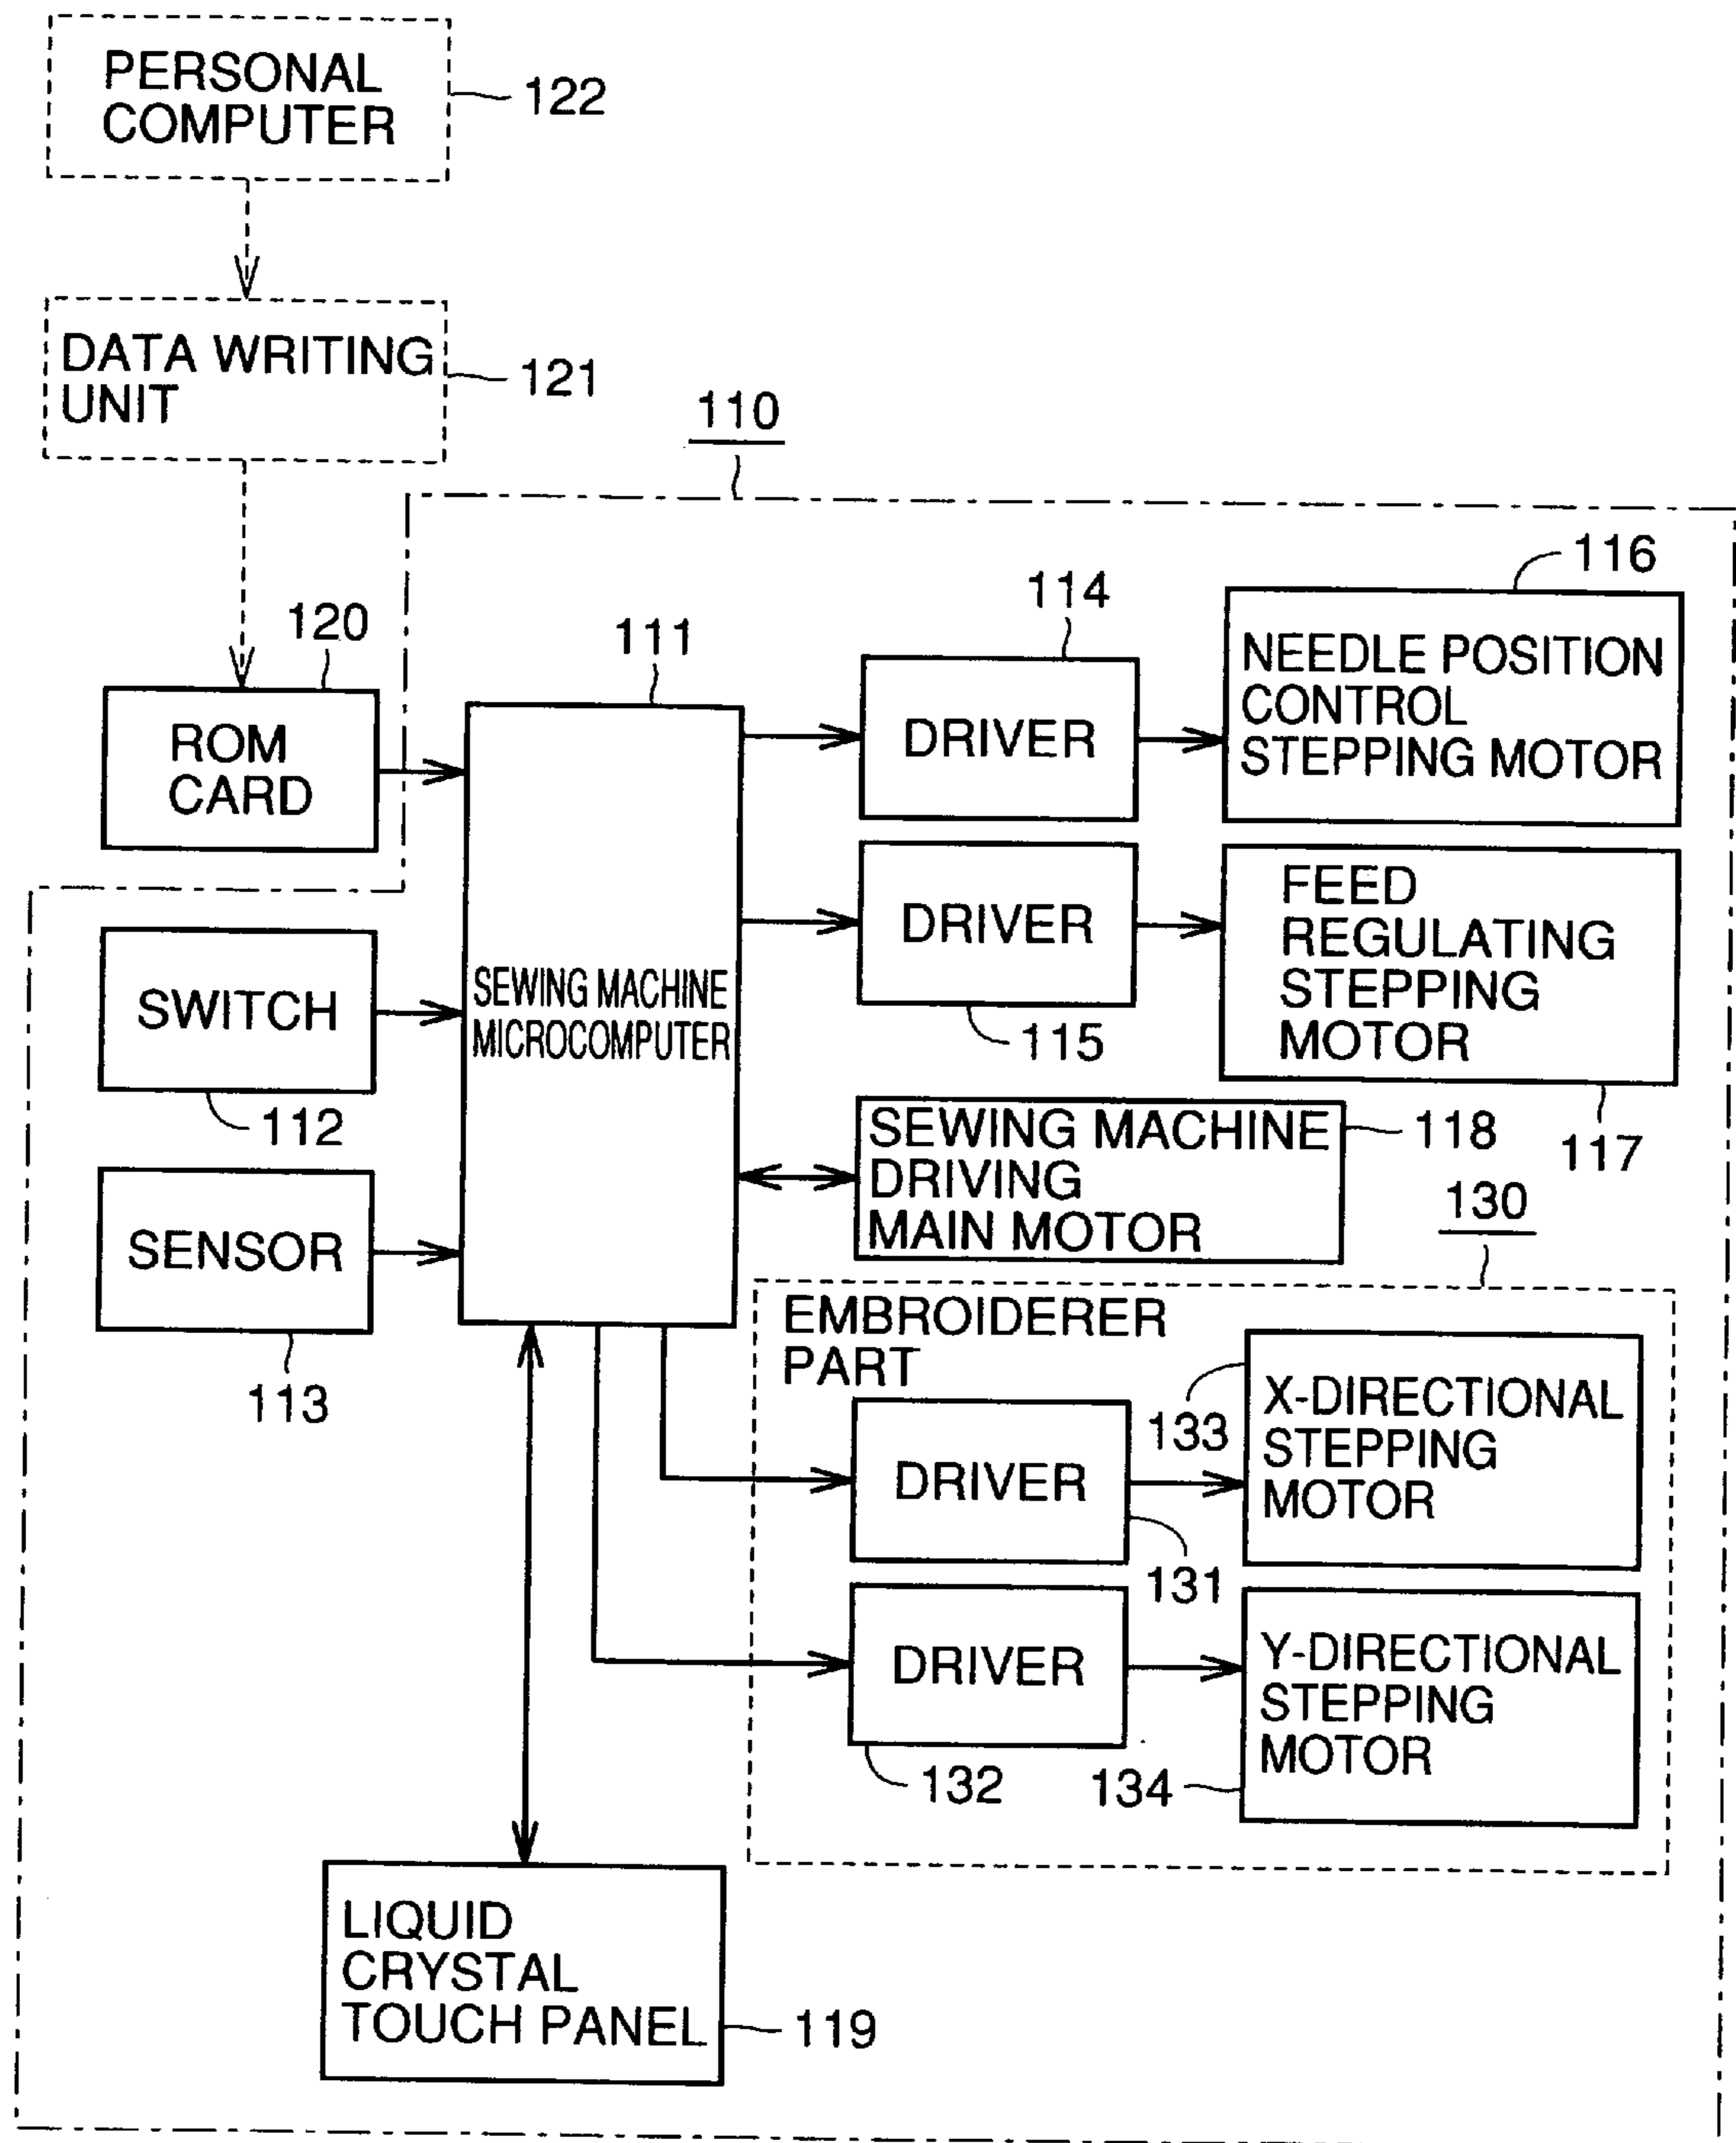 PERSONAL
COMPUTER
122
DATA WRITING
UNIT
121
110
120
ROM
CARD
111
SEWING MACHINE
MICROCOMPUTER
114
DRIVER
116
NEEDLE POSITION
CONTROL
STEPPING MOTOR
DRIVER
115
FEED
REGULATING
STEPPING
MOTOR
117
SWITCH
112
SENSOR
113
SEWING MACHINE
DRIVING
MAIN MOTOR
118
130
EMBROIDERER
PART
DRIVER
131
133
X-DIRECTIONAL
STEPPING
MOTOR
DRIVER
132
134
Y-DIRECTIONAL
STEPPING
MOTOR
LIQUID
CRYSTAL
TOUCH PANEL
119